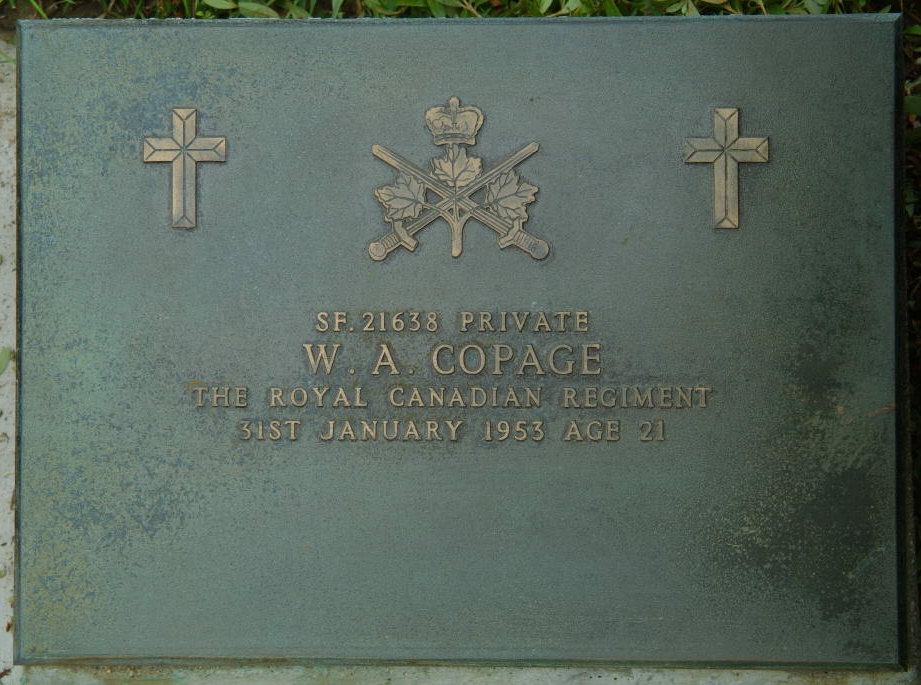 SF. 21638 PRIVATE
W. A. COPAGE
THE ROYAL CANADIAN REGIMENT
31ST JANUARY 1953 AGE 21